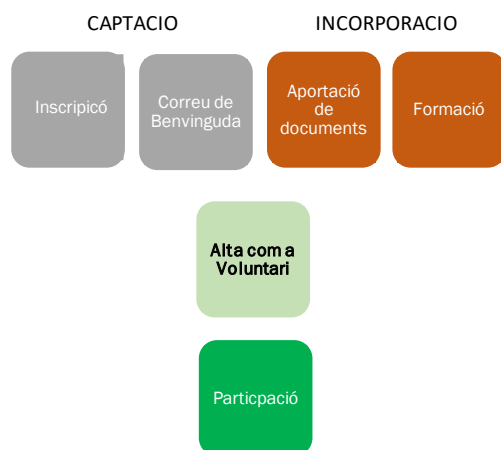 CAPTACIO
INCORPORACIO
Inscripicó
Correu de
Benvinguda
Aportació
de
documents
Formació
Alta com a
Voluntari
Particpació